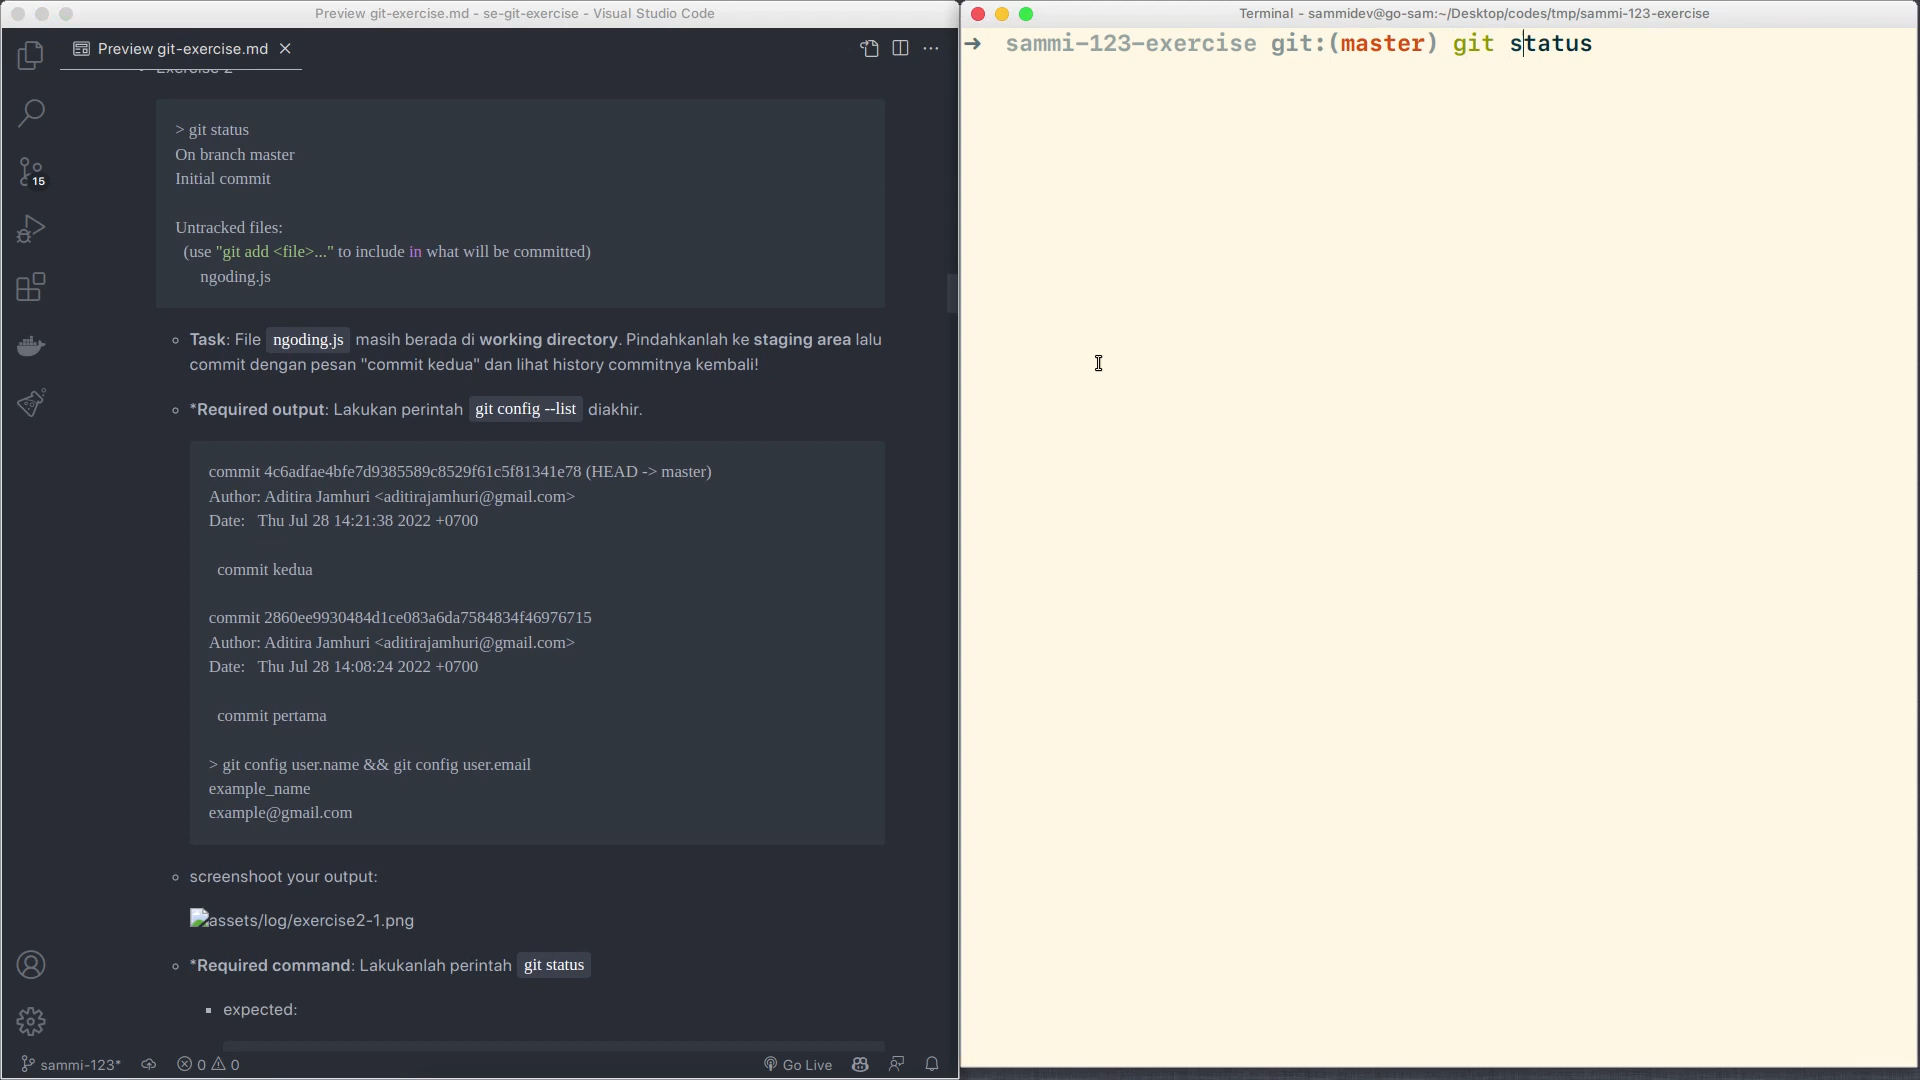 Preview git-exercise.md - se-git-exercise - Visual Studio Code
Preview git-exercise.md
Exercise 2
> git status
On branch master
Initial commit
Untracked files:
(use "git add <file>..." to include in what will be committed)
ngoding.js
Task: File ngoding.js masih berada di working directory. Pindahkanlah ke staging area lalu
commit dengan pesan "commit kedua" dan lihat history commitnya kembali!
*Required output: Lakukan perintah git config --list diakhir.
commit 4c6adfae4bfe7d9385589c8529f61c5f81341e78 (HEAD -> master)
Author: Aditira Jamhuri <aditirajamhuri@gmail.com>
Date:   Thu Jul 28 14:21:38 2022 +0700
commit kedua
commit 2860ee9930484d1ce083a6da7584834f46976715
Author: Aditira Jamhuri <aditirajamhuri@gmail.com>
Date:   Thu Jul 28 14:08:24 2022 +0700
commit pertama
> git config user.name && git config user.email
example_name
example@gmail.com
screenshoot your output:
assets/log/exercise2-1.png
*Required command: Lakukanlah perintah git status
expected:
15
sammi-123*
0
0
Go Live
Terminal - sammidev@go-sam:~/Desktop/codes/tmp/sammi-123-exercise
➜  sammi-123-exercise git:(master) git status